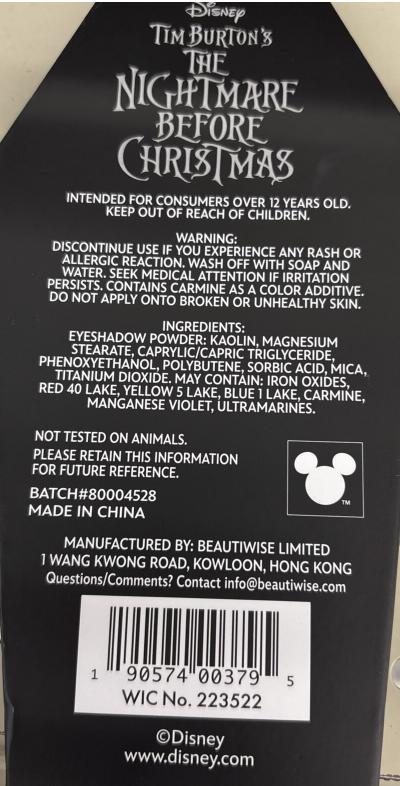 Disney
TIM BURTON'S
THE
NIGHTMARE
BEFORE
CHRISTMAS
INTENDED FOR CONSUMERS OVER 12 YEARS OLD.
KEEP OUT OF REACH OF CHILDREN.
WARNING:
DISCONTINUE USE IF YOU EXPERIENCE ANY RASH OR
ALLERGIC REACTION. WASH OFF WITH SOAP AND
WATER. SEEK MEDICAL ATTENTION IF IRRITATION
PERSISTS. CONTAINS CARMINE AS A COLOR ADDITIVE.
DO NOT APPLY ONTO BROKEN OR UNHEALTHY SKIN.
INGREDIENTS:
EYESHADOW POWDER: KAOLIN, MAGNESIUM
STEARATE, CAPRYLIC/CAPRIC TRIGLYCERIDE,
PHENOXYETHANOL, POLYBUTENE, SORBIC ACID, MICA,
TITANIUM DIOXIDE. MAY CONTAIN: IRON OXIDES,
RED 40 LAKE, YELLOW 5 LAKE, BLUE 1 LAKE, CARMINE,
MANGANESE VIOLET, ULTRAMARINES.
NOT TESTED ON ANIMALS.
PLEASE RETAIN THIS INFORMATION
FOR FUTURE REFERENCE.
BATCH#80004528
MADE IN CHINA
TM
MANUFACTURED BY: BEAUTIWISE LIMITED
1 WANG KWONG ROAD, KOWLOON, HONG KONG
Questions/Comments? Contact info@beautiwise.com
1 90574 00379 5
WIC No. 223522
©Disney
www.disney.com